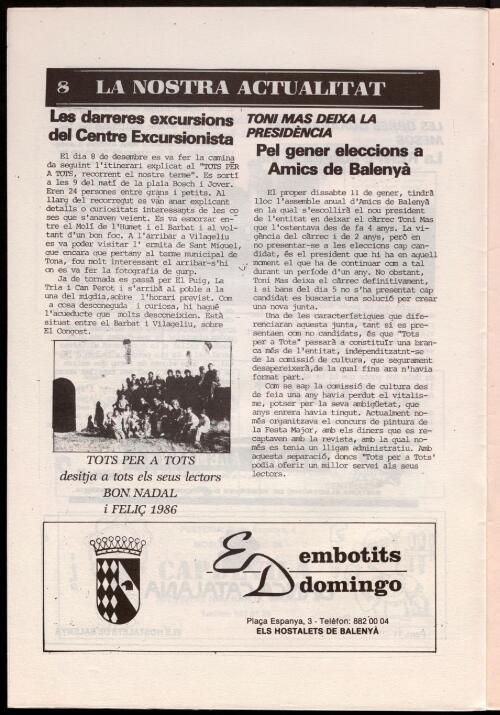 8 LA NOSTRA ACTUALITAT
Les darreres excursions
del Centre Excursionista
El dia 8 de desembre es va fer la camina
da seguint l'itinerari explicat al "TOTS PER
A TOTS, recorrent el nostre terme". Es sortí
a les 9 del matí de la plaça Bosch i Jover.
Eren 24 persones entre grans i petits. Al
llarg del recorregut es van anar explicant
detalls o curiositats interessants de les co
ses que s'anaven veient. Es va esmorzar en-
tre el Molí de l'Humet i el Barbat i al vol-
tant d'un bon foc. A l'arribar a Vilageliu
es va poder visitar l' ermita de Sant Miquel,
que encara que pertany al terme municipal de
Tona, fou molt interessant el arribar-s'hi
on es va fer la fotografia de gurp.
Ja de tornada es passà per El Puig, La
Tria i Can Perot i s'arribà al poble a la
una del migdia,sobre l'horari previst. Com
a cosa desconeguda i curiosa, hi hagué
l'acueducte que molts desconeixien. Està
situat entre el Barbat i Vilageliu, sobre
El Congost.
TOTS PER A TOTS
desitja a tots els seus lectors
BON NADAL
i FELIÇ 1986
TONI MAS DEIXA LA
PRESIDÈNCIA
Pel gener eleccions a
Amics de Balenyà
El proper dissabte 11 de gener, tindrà
lloc l'assemble anual d'Amics de Balenyà
en la qual s'escollirà el nou president
de l'entitat en deixar el càrrec Toni Mas
que l'ostentava des de fa 4 anys. La vi-
gència del càrrec i de 2 anys, però en
no presentar-se a les eleccions cap can-
didat, és el president que hi ha en aquell
moment el que ha de continuar com a tal
durant un període d'un any. No obstant,
Toni Mas deixa el càrrec definitivament,
i si bans del dia 5 no s'ha presentat cap
candidat es buscaria una solució per crear
una nova junta.
Una de les característiques que dife-
renciaran aquesta junta, tant si es pre-
sentaen com no candidats, és que "Tots
per a Tots" passarà a constituïr una bran-
ca més de l'entitat, independitzatnt-se
de la comissió de cultura, que segurament
desapereixerà,de la qual fins ara n'havia
format part.
Com se sap la comissió de cultura des
de feia una any havia perdut el vitalis-
me, potser per la seva ambigüetat, que
anys enrera havia tingut. Actualment no-
més organitzava el concurs de pintura de
la Festa Major, amb els diners que es re-
captaven amb la revista, amb la qual no-
més es tenia un lligam administratiu. Amb
aquesta separació, doncs 'Tots per a Tots'
podia oferir un millor servei als seus
lectors.
ED embotits
domingo
Plaça Espanya, 3 - Telèfon: 882 00 04
ELS HOSTALETS DE BALENYÀ